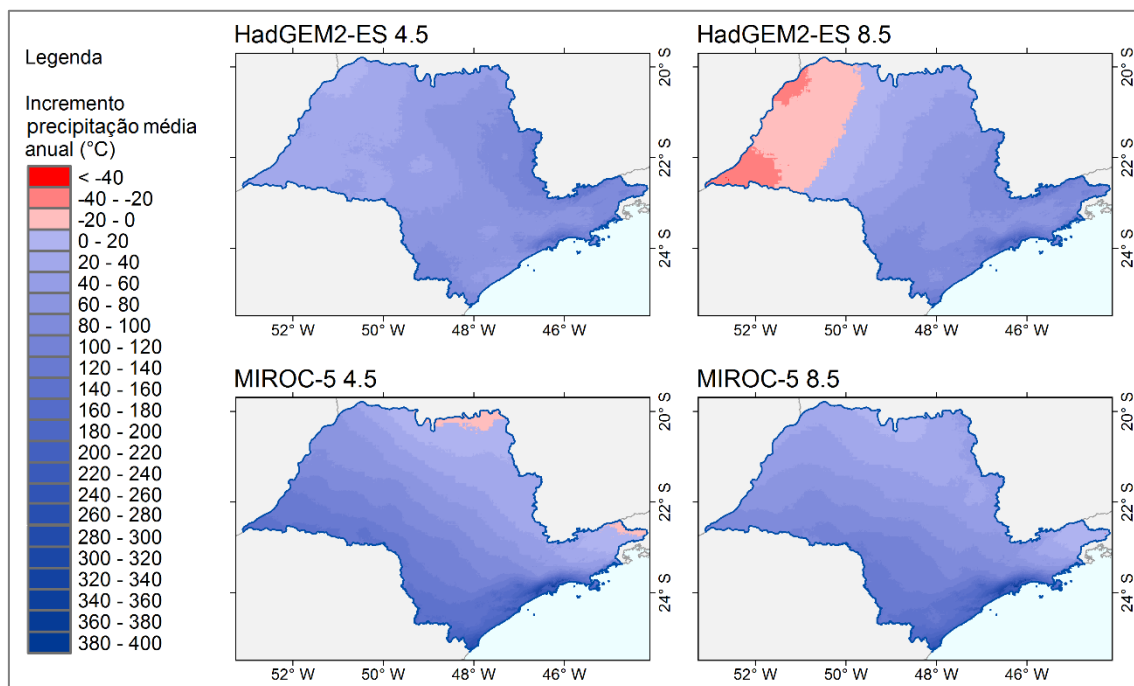 Legenda
Incremento
precipitação média
anual (°C)
< -40
-40 - -20
-20 - 0
0 - 20
20 - 40
40 - 60
60 - 80
80 - 100
100 - 120
120 - 140
140 - 160
160 - 180
180 - 200
200 - 220
220 - 240
240 - 260
260 - 280
280 - 300
300 - 320
320 - 340
340 - 360
360 - 380
380 - 400
HadGEM2-ES 4.5
20° S
22° S
24° S
52° W 50° W 48° W 46° W
HadGEM2-ES 8.5
20° S
22° S
24° S
52° W 50° W 48° W 46° W
MIROC-5 4.5
20° S
22° S
24° S
52° W 50° W 48° W 46° W
MIROC-5 8.5
20° S
22° S
24° S
52° W 50° W 48° W 46° W